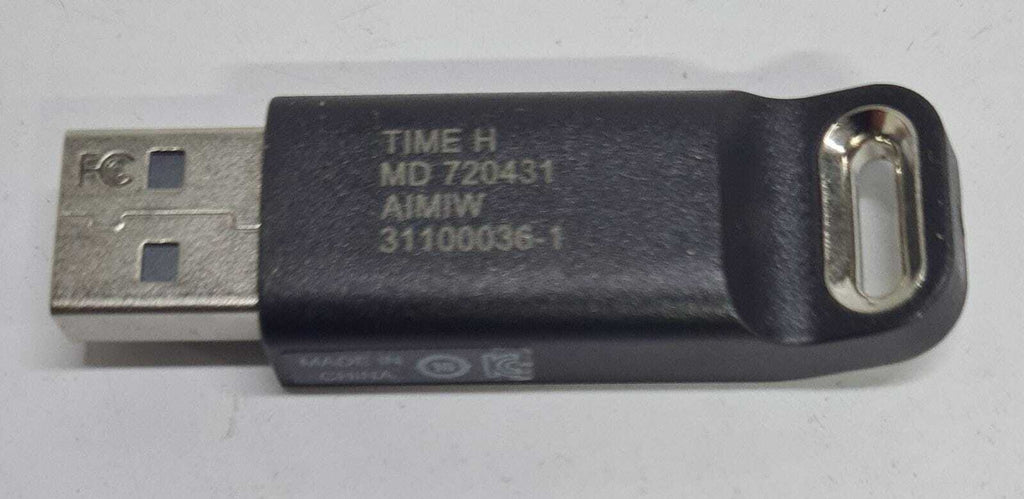 FC
TIME H
MD 720431
AIMIW
31100036-1
MADE IN
CHINA